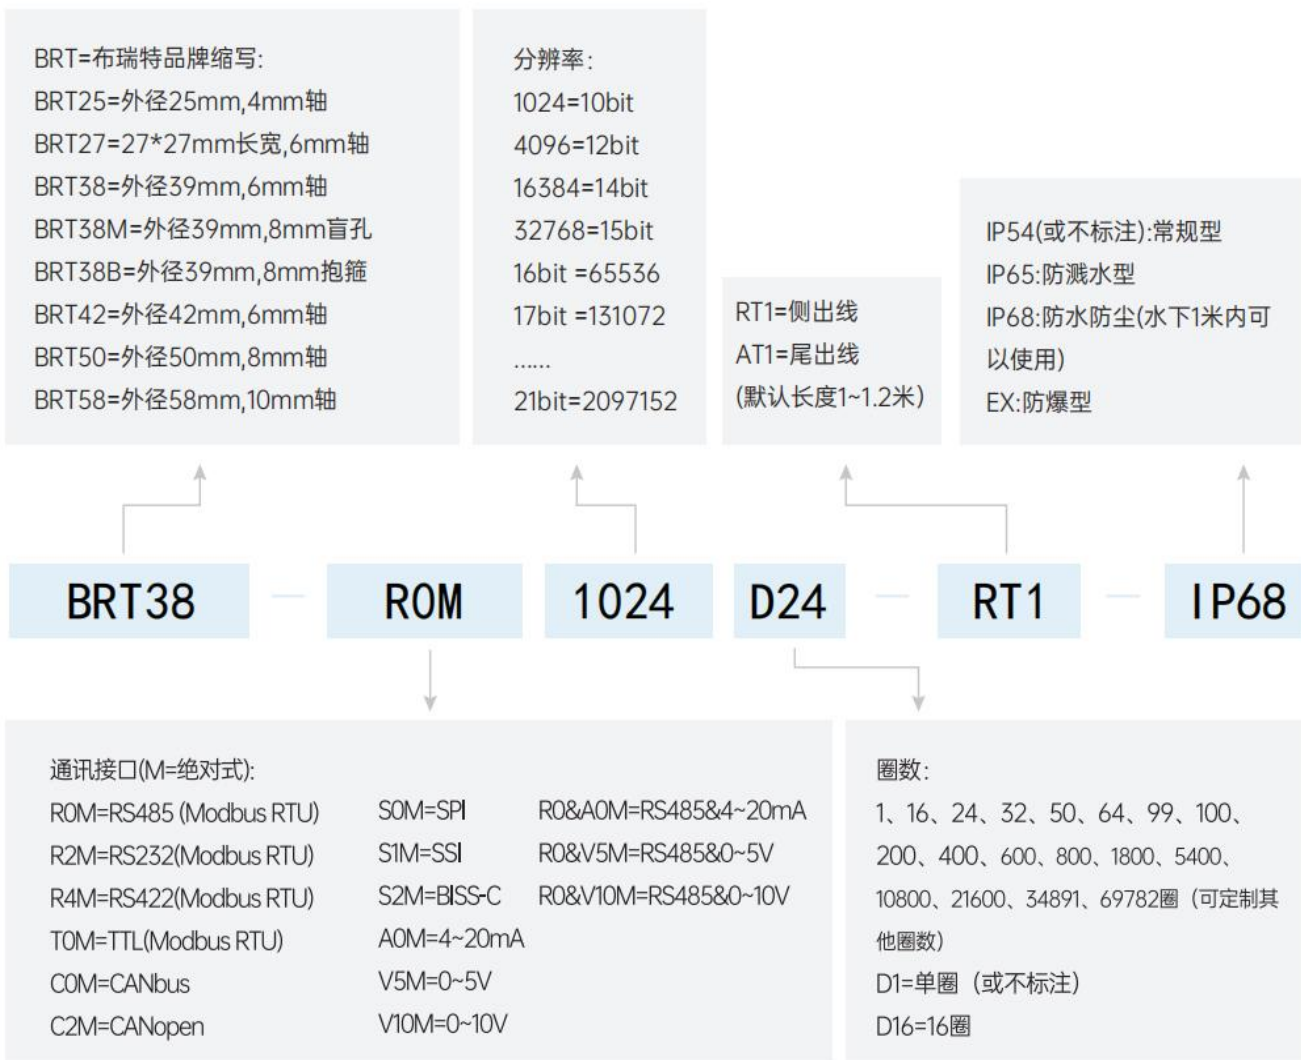 BRT=布瑞特品牌缩写:
BRT25=外径25mm,4mm轴
BRT27=27*27mm长宽,6mm轴
BRT38=外径39mm,6mm轴
BRT38M=外径39mm,8mm盲孔
BRT38B=外径39mm,8mm抱箍
BRT42=外径42mm,6mm轴
BRT50=外径50mm,8mm轴
BRT58=外径58mm,10mm轴
分辨率:
1024=10bit
4096=12bit
16384=14bit
32768=15bit
16bit =65536
17bit =131072
......
21bit=2097152
RT1=侧出线
AT1=尾出线
(默认长度1~1.2米)
IP54(或不标注):常规型
IP65:防溅水型
IP68:防水防尘(水下1米内可
以使用)
EX:防爆型
BRT38 — R0M 1024 D24 — RT1 — IP68
通讯接口(M=绝对式):
R0M=RS485 (Modbus RTU)
R2M=RS232(Modbus RTU)
R4M=RS422(Modbus RTU)
T0M=TTL(Modbus RTU)
C0M=CANbus
C2M=CANopen
S0M=SPI
S1M=SSI
S2M=BISS-C
A0M=4~20mA
V5M=0~5V
V10M=0~10V
R0&A0M=RS485&4~20mA
R0&V5M=RS485&0~5V
R0&V10M=RS485&0~10V
圈数:
1、16、24、32、50、64、99、100、
200、400、600、800、1800、5400、
10800、21600、34891、69782圈（可定制其
他圈数）
D1=单圈（或不标注）
D16=16圈